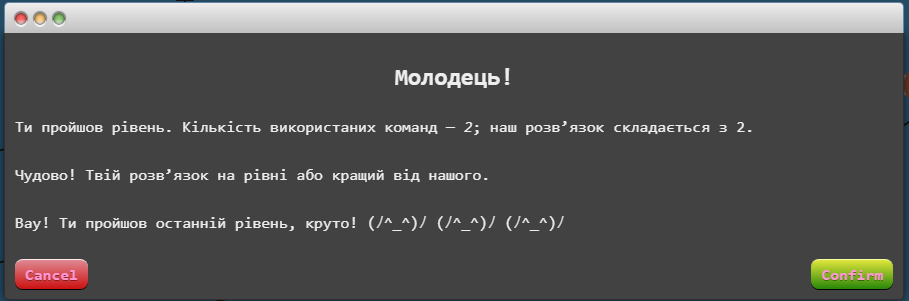 Молодець!
Ти пройшов рівень. Кількість використаних команд — 2; наш розв’язок складається з 2.
Чудово! Твій розв’язок на рівні або кращий від нашого.
Вау! Ти пройшов останній рівень, круто! (/^_^)/ (/^_^)/ (/^_^)/
Cancel
Confirm